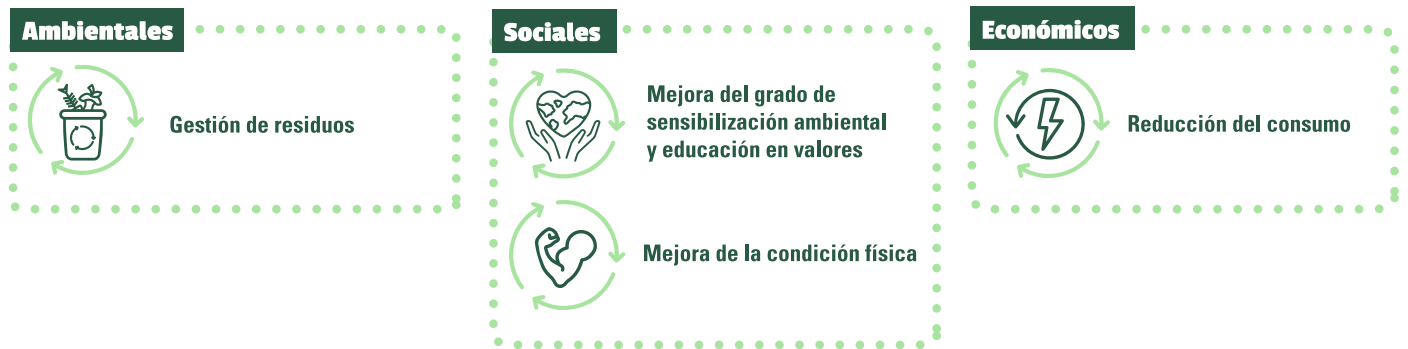 Ambientales
Gestión de residuos
Sociales
Mejora del grado de
sensibilización ambiental
y educación en valores
Mejora de la condición física
Económicos
Reducción del consumo